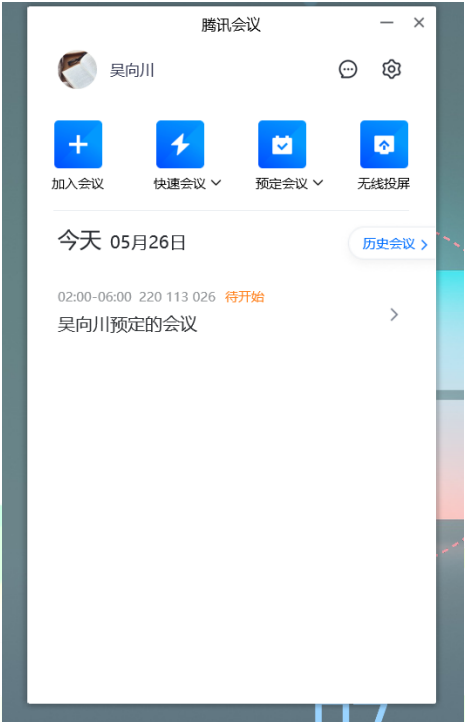 腾讯会议
吴向川
加入会议 快速会议 预定会议 无线投屏
今天 05月26日 历史会议
02:00-06:00 220 113 026 待开始
吴向川预定的会议